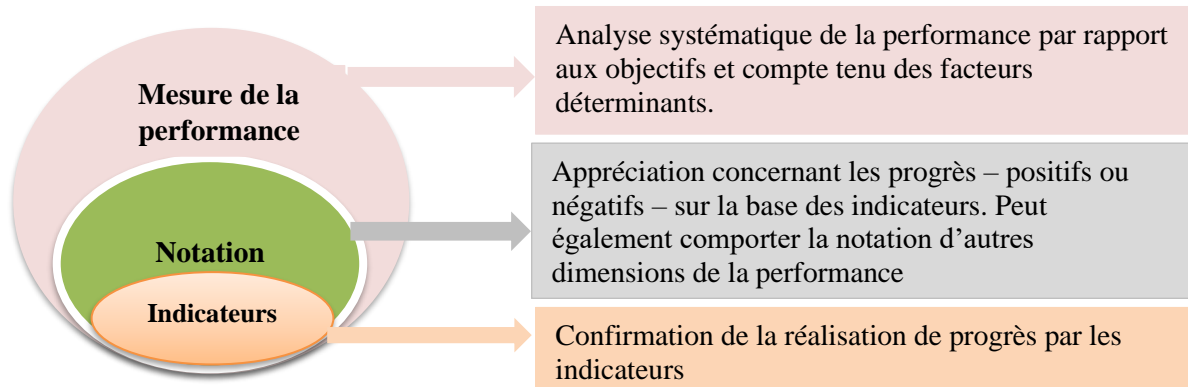 Mesure de la
performance
Analyse systématique de la performance par rapport
aux objectifs et compte tenu des facteurs
déterminants.
Notation
Appréciation concernant les progrès – positifs ou
négatifs – sur la base des indicateurs. Peut
également comporter la notation d’autres
dimensions de la performance
Indicateurs
Confirmation de la réalisation de progrès par les
indicateurs